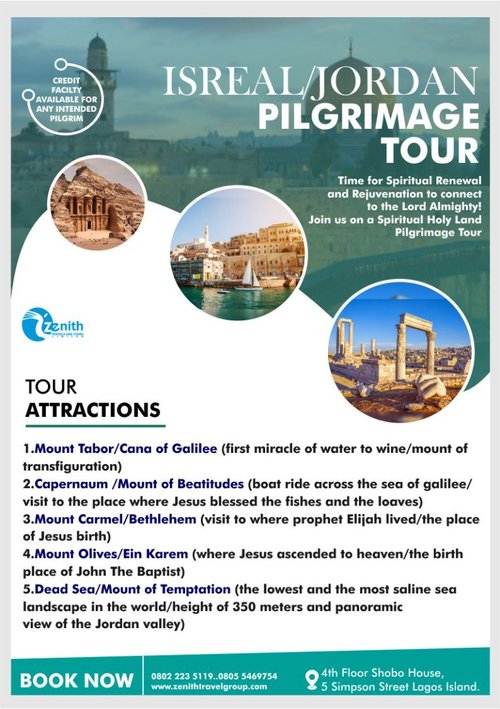 CREDIT
FACILTY
AVAILABLE FOR
ANY INTENDED
PILGRIM
ISREAL/JORDAN
PILGRIMAGE
TOUR
Time for Spiritual Renewal
and Rejuvenation to connect
to the Lord Almighty!
Join us on a Spiritual Holy Land
Pilgrimage Tour
Zenith
TOUR
ATTRACTIONS
1.Mount Tabor/Cana of Galilee (first miracle of water to wine/mount of
transfiguration)
2.Capernaum /Mount of Beatitudes (boat ride across the sea of galilee/
visit to the place where Jesus blessed the fishes and the loaves)
3.Mount Carmel/Bethlehem (visit to where prophet Elijah lived/the place
of Jesus birth)
4.Mount Olives/Ein Karem (where Jesus ascended to heaven/the birth
place of John The Baptist)
5.Dead Sea/Mount of Temptation (the lowest and the most saline sea
landscape in the world/height of 350 meters and panoramic
view of the Jordan valley)
BOOK NOW
0802 223 5119..0805 5469754
www.zenithtravelgroup.com
4th Floor Shobo House,
5 Simpson Street Lagos Island.